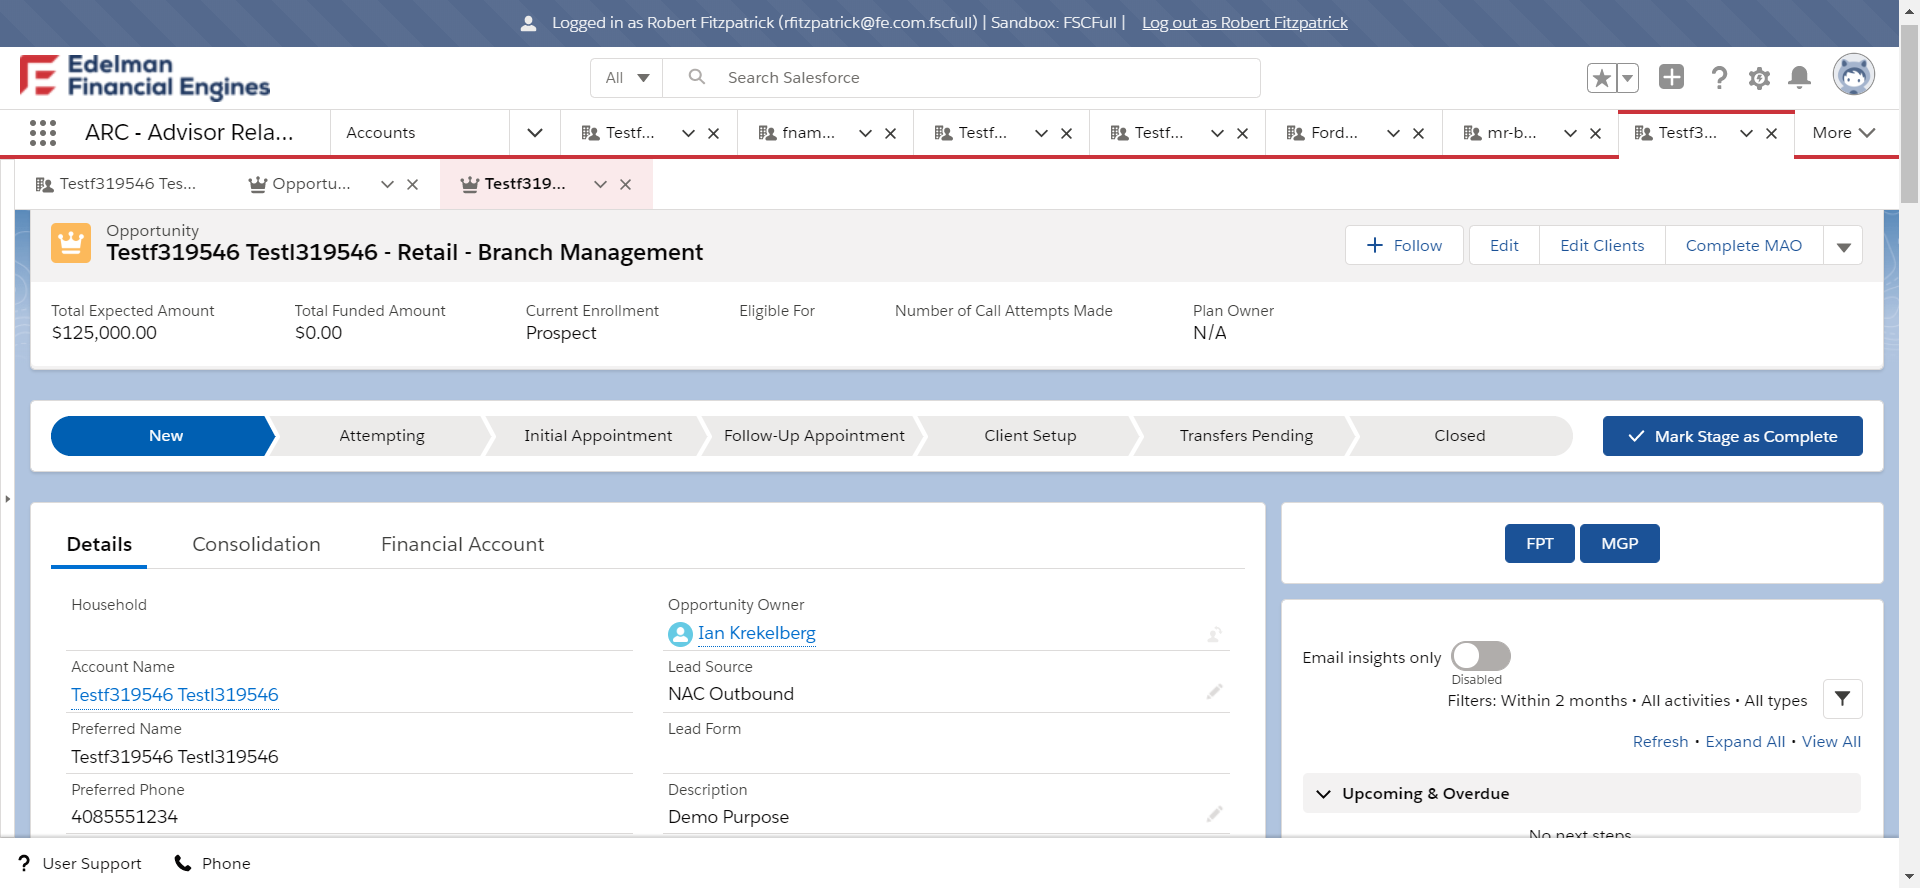 Logged in as Robert Fitzpatrick (rfitzpatrick@fe.com.fscfull) | Sandbox: FSCFull | Log out as Robert Fitzpatrick
Edelman
Financial Engines
All
Search Salesforce
ARC - Advisor Rela...
Accounts
Testf...
fnam...
Testf...
Testf...
Ford...
mr-b...
Testf3...
More
Testf319546 Tes...
Opportu...
Testf319...
Opportunity
Testf319546 Testl319546 - Retail - Branch Management
Follow
Edit
Edit Clients
Complete MAO
Total Expected Amount
$125,000.00
Total Funded Amount
$0.00
Current Enrollment
Prospect
Eligible For
Number of Call Attempts Made
Plan Owner
N/A
New
Attempting
Initial Appointment
Follow-Up Appointment
Client Setup
Transfers Pending
Closed
Mark Stage as Complete
Details
Consolidation
Financial Account
Household
Account Name
Testf319546 Testl319546
Preferred Name
Testf319546 Testl319546
Preferred Phone
4085551234
Opportunity Owner
Ian Krekelberg
Lead Source
NAC Outbound
Lead Form
Description
Demo Purpose
FPT
MGP
Email insights only
Disabled
Filters: Within 2 months • All activities • All types
Refresh • Expand All • View All
Upcoming & Overdue
No next steps
User Support
Phone